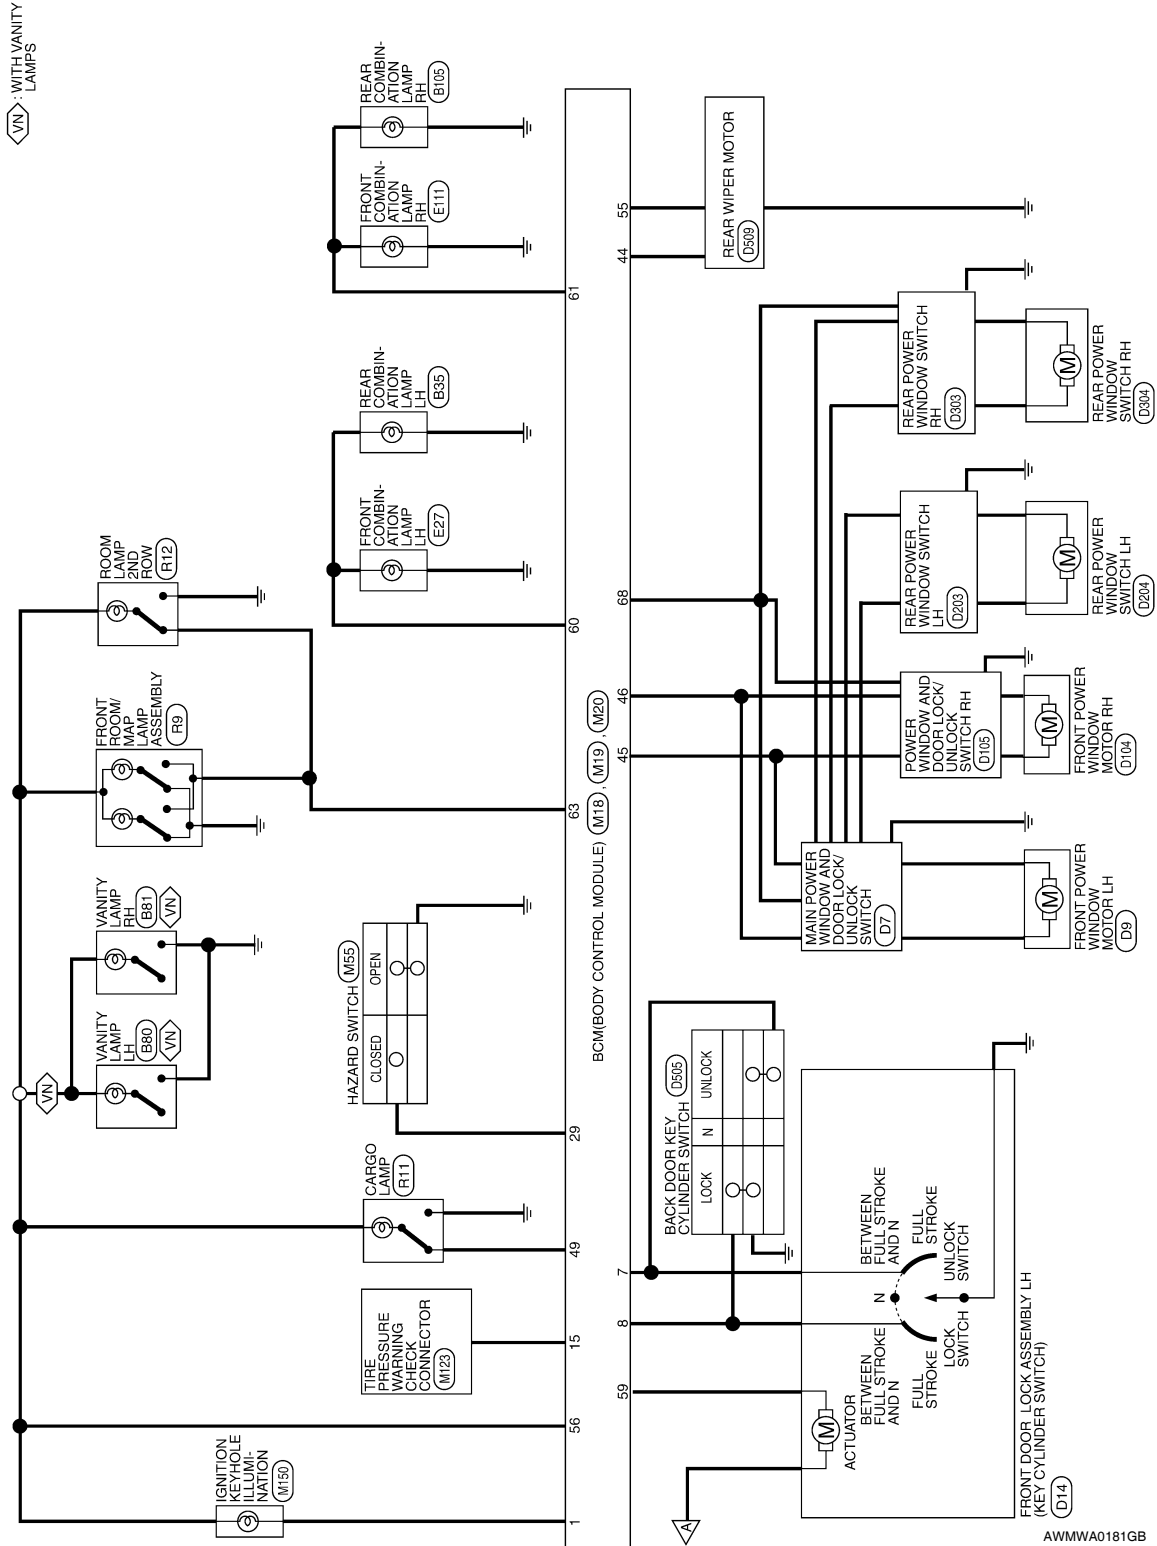 VN : WITH VANITY
LAMPS
IGNITION
KEYHOLE
ILLUMI-
NATION
M150
VN
VANITY
LAMP
LH
B80
VN
VANITY
LAMP
RH
B81
VN
FRONT
ROOM/
MAP
LAMP
ASSEMBLY
R9
ROOM
LAMP
2ND
ROW
R12
TIRE
PRESSURE
WARNING
CHECK
CONNECTOR
M123
CARGO
LAMP
R11
HAZARD SWITCH M55
CLOSED
OPEN
FRONT
COMBIN-
ATION
LAMP
LH
E27
REAR
COMBIN-
ATION
LAMP
LH
B35
FRONT
COMBIN-
ATION
LAMP
RH
E111
REAR
COMBIN-
ATION
LAMP
RH
B105
1
56
15
49
29
63
60
61
BCM(BODY CONTROL MODULE) M18 , M19 , M20
59
8
7
45
46
68
44
55
A
ACTUATOR
M
BETWEEN
FULL STROKE
AND N
FULL
STROKE
LOCK
SWITCH
N
BETWEEN
FULL STROKE
AND N
FULL
STROKE
UNLOCK
SWITCH
FRONT DOOR LOCK ASSEMBLY LH
(KEY CYLINDER SWITCH)
D14
BACK DOOR KEY
CYLINDER SWITCH D505
LOCK
N
UNLOCK
MAIN POWER
WINDOW AND
DOOR LOCK/
UNLOCK
SWITCH
D7
M
FRONT POWER
WINDOW
MOTOR LH
D9
POWER
WINDOW AND
DOOR LOCK/
UNLOCK
SWITCH RH
D105
M
FRONT POWER
WINDOW
MOTOR RH
D104
REAR POWER
WINDOW SWITCH
LH
D203
M
REAR POWER
WINDOW
SWITCH LH
D204
REAR POWER
WINDOW SWITCH
RH
D303
M
REAR POWER
WINDOW
SWITCH RH
D304
REAR WIPER MOTOR
D509
AWMWA0181GB